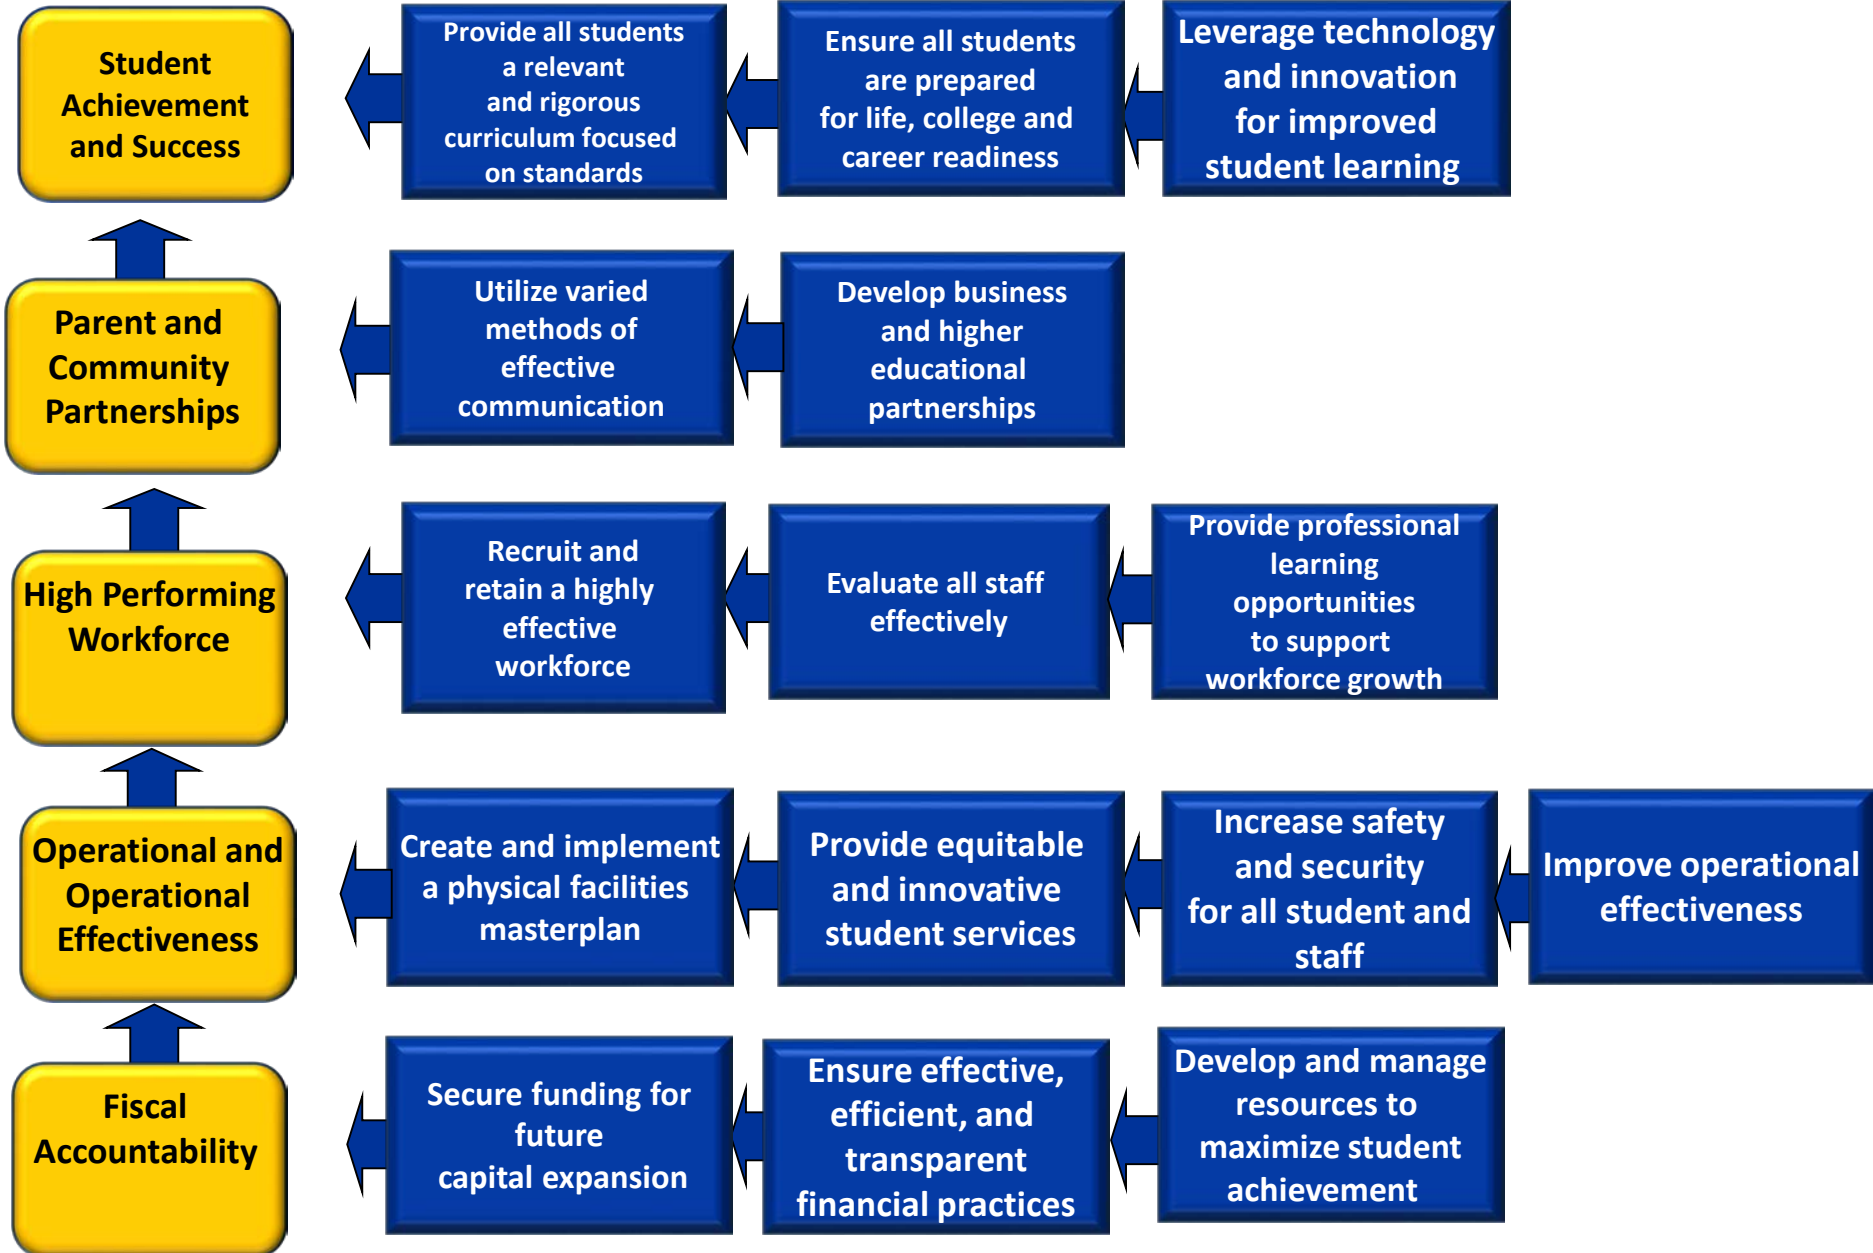 Student
Achievement
and Success
Provide all students
a relevant
and rigorous
curriculum focused
on standards
Ensure all students
are prepared
for life, college and
career readiness
Leverage technology
and innovation
for improved
student learning
Parent and
Community
Partnerships
Utilize varied
methods of
effective
communication
Develop business
and higher
educational
partnerships
High Performing
Workforce
Recruit and
retain a highly
effective
workforce
Evaluate all staff
effectively
Provide professional
learning
opportunities
to support
workforce growth
Operational and
Operational
Effectiveness
Create and implement
a physical facilities
masterplan
Provide equitable
and innovative
student services
Increase safety
and security
for all student and
staff
Improve operational
effectiveness
Fiscal
Accountability
Secure funding for
future
capital expansion
Ensure effective,
efficient, and
transparent
financial practices
Develop and manage
resources to
maximize student
achievement